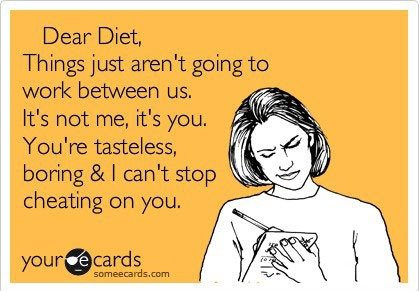 Dear Diet,
Things just aren't going to
work between us.
It's not me, it's you.
You're tasteless,
boring & I can't stop
cheating on you.
your e cards
someecards.com